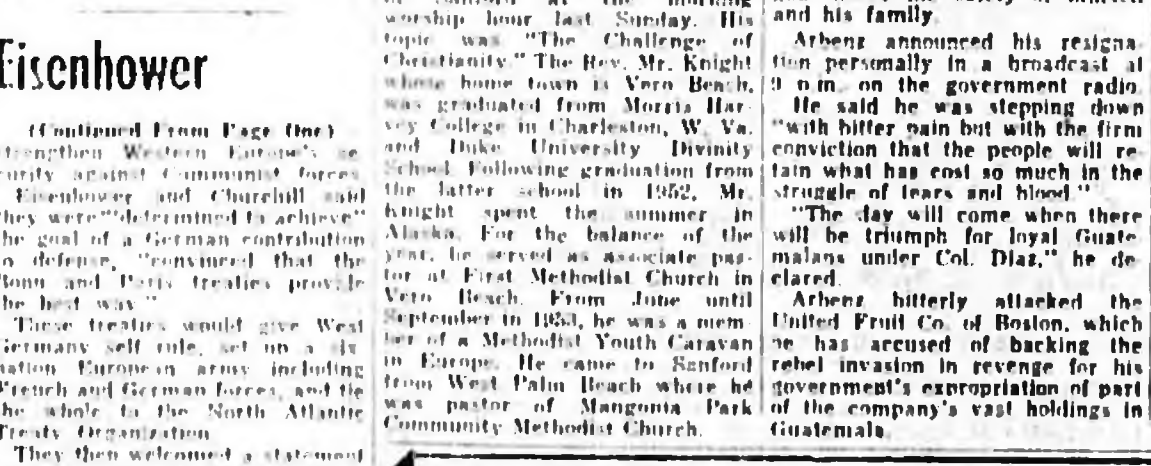 Eisenhower
(Continued From Page One)
strengthen Western Europe's se-
curity against Communist forces.
Eisenhower and Churchill said
they were "determined to achieve"
the goal of a German contribution
to defense, "convinced that the
Bonn and Paris treaties provide
the best way."
These treaties would give West
Germany self rule, set up a six
nation European army including
French and German forces, and tie
the whole to the North Atlantic
Treaty Organization
They then welcomed a statement
at the morning
worship hour last Sunday. His
topic was "The Challenge of
Christianity." The Rev. Mr. Knight
whose home town is Vero Beach,
was graduated from Morris Har-
vey College in Charleston, W. Va.
and Duke University Divinity
School. Following graduation from
the latter school in 1952, Mr.
Knight spent the summer in
Alaska. For the balance of the
year, he served as associate pas-
tor at First Methodist Church in
Vero Beach. From June until
September in 1953, he was a mem-
ber of a Methodist Youth Caravan
in Europe. He came to Sanford
from West Palm Beach where he
was pastor of Mangonia Park
Community Methodist Church.
and his family.
Arbenz announced his resigna-
tion personally in a broadcast at
9 p.m. on the government radio.
He said he was stepping down
"with bitter pain but with the firm
conviction that the people will re-
tain what has cost so much in the
struggle of tears and blood."
"The day will come when there
will be triumph for loyal Guate-
malans under Col. Diaz," he de-
clared.
Arbenz bitterly attacked the
United Fruit Co. of Boston, which
he has accused of backing the
rebel invasion in revenge for his
government's expropriation of part
of the company's vast holdings in
Guatemala.